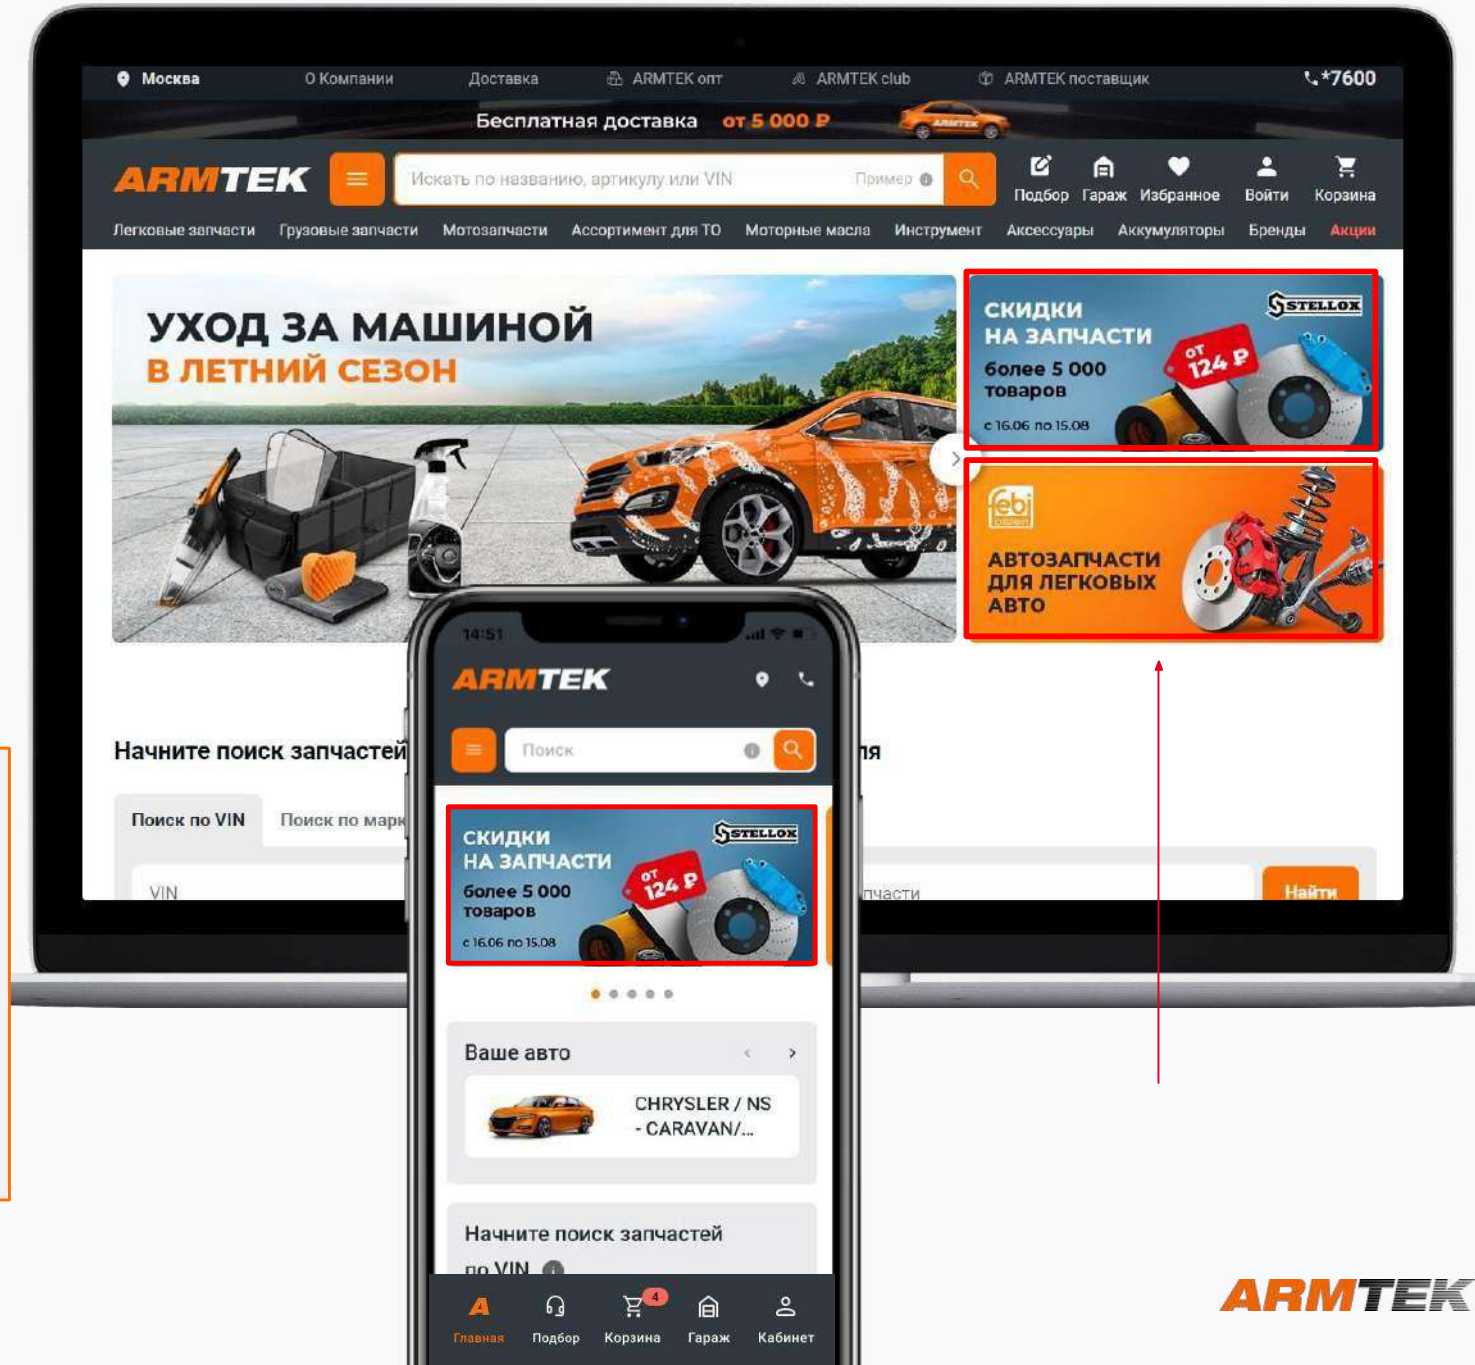 Москва О Компании Доставка ARMTEK опт ARMTEK club ARMTEK поставщик *7600
Бесплатная доставка от 5 000 ₽
ARMTEK
ARMTEK
Искать по названию, артикулу или VIN Пример
Подбор Гараж Избранное Войти Корзина
Легковые запчасти Грузовые запчасти Мотозапчасти Ассортимент для ТО Моторные масла Инструмент Аксессуары Аккумуляторы Бренды Акции
УХОД ЗА МАШИНОЙ
В ЛЕТНИЙ СЕЗОН
СКИДКИ
НА ЗАПЧАСТИ
более 5 000
товаров
с 16.06 по 15.08
STELLOX
от
124 ₽
febi
bilstein
АВТОЗАПЧАСТИ
ДЛЯ ЛЕГКОВЫХ
АВТО
Начните поиск запчастей
Поиск по VIN Поиск по марк
VIN
пчасти
Найти
14:51
ARMTEK
Поиск
СКИДКИ
НА ЗАПЧАСТИ
более 5 000
товаров
с 16.06 по 15.08
STELLOX
от
124 ₽
Ваше авто
CHRYSLER / NS
- CARAVAN/...
Начните поиск запчастей
по VIN
4
Главная Подбор Корзина Гараж Кабинет
ARMTEK